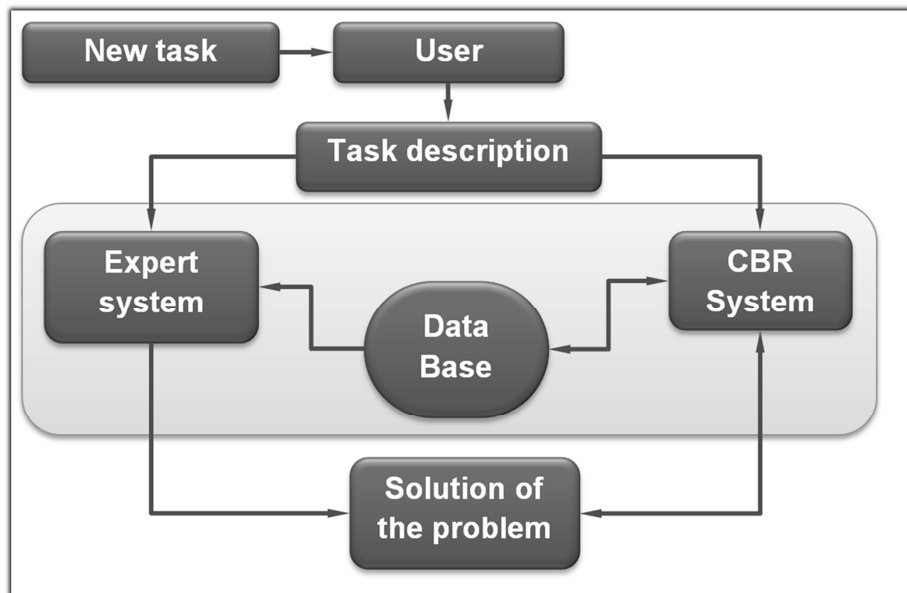 New task
User
Task description
Expert
system
CBR
System
Data
Base
Solution of
the problem